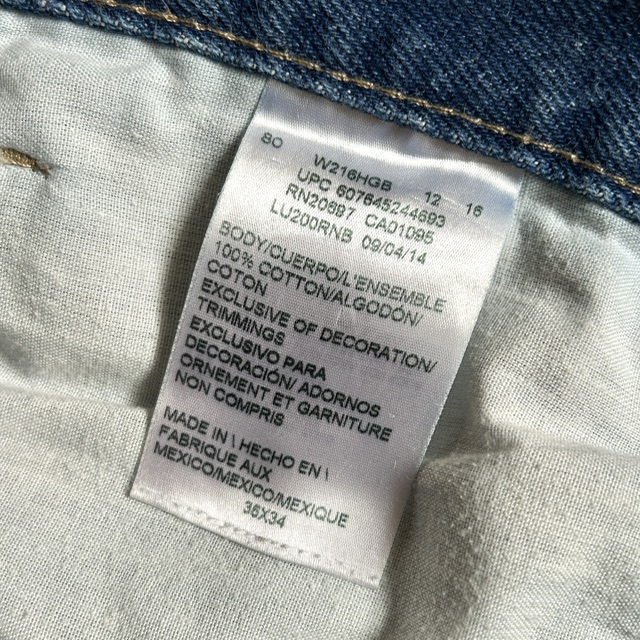 80 W216HGB 12 16
UPC 607645244693
RN20697 CA01095
LU200RNB 09/04/14
BODY/CUERPO/L'ENSEMBLE
100% COTTON/ALGODÓN/
COTON
EXCLUSIVE OF DECORATION/
TRIMMINGS
EXCLUSIVO PARA
DECORACIÓN/ ADORNOS
ORNEMENT ET GARNITURE
NON COMPRIS
MADE IN \ HECHO EN \
FABRIQUE AUX
MEXICO/MEXICO/MEXIQUE
36X34